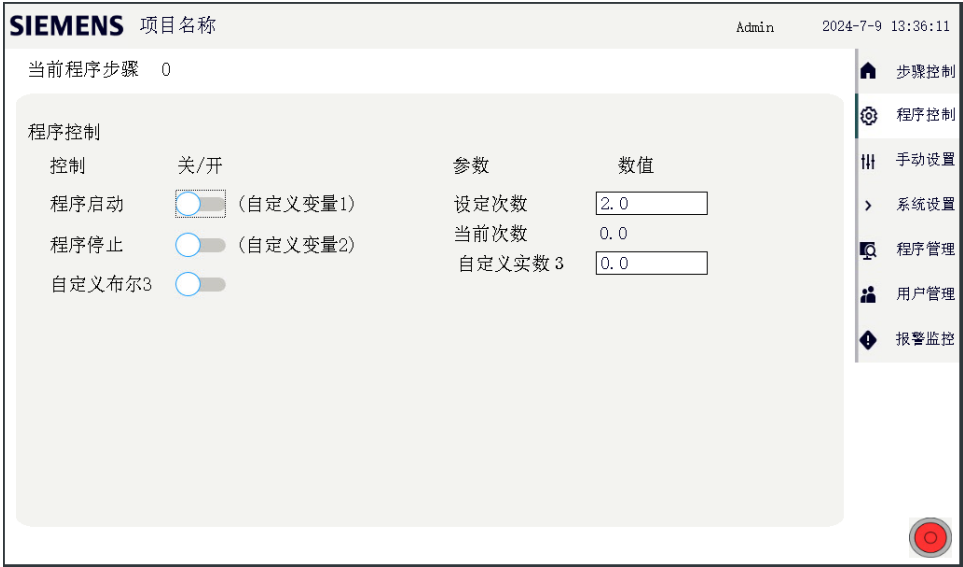 SIEMENS 项目名称 Admin 2024-7-9 13:36:11
当前程序步骤 0
步骤控制
程序控制
手动设置
系统设置
程序管理
用户管理
报警监控
程序控制
控制 关/开 参数 数值
程序启动 (自定义变量1) 设定次数 2.0
当前次数 0.0
程序停止 (自定义变量2)
自定义实数3 0.0
自定义布尔3